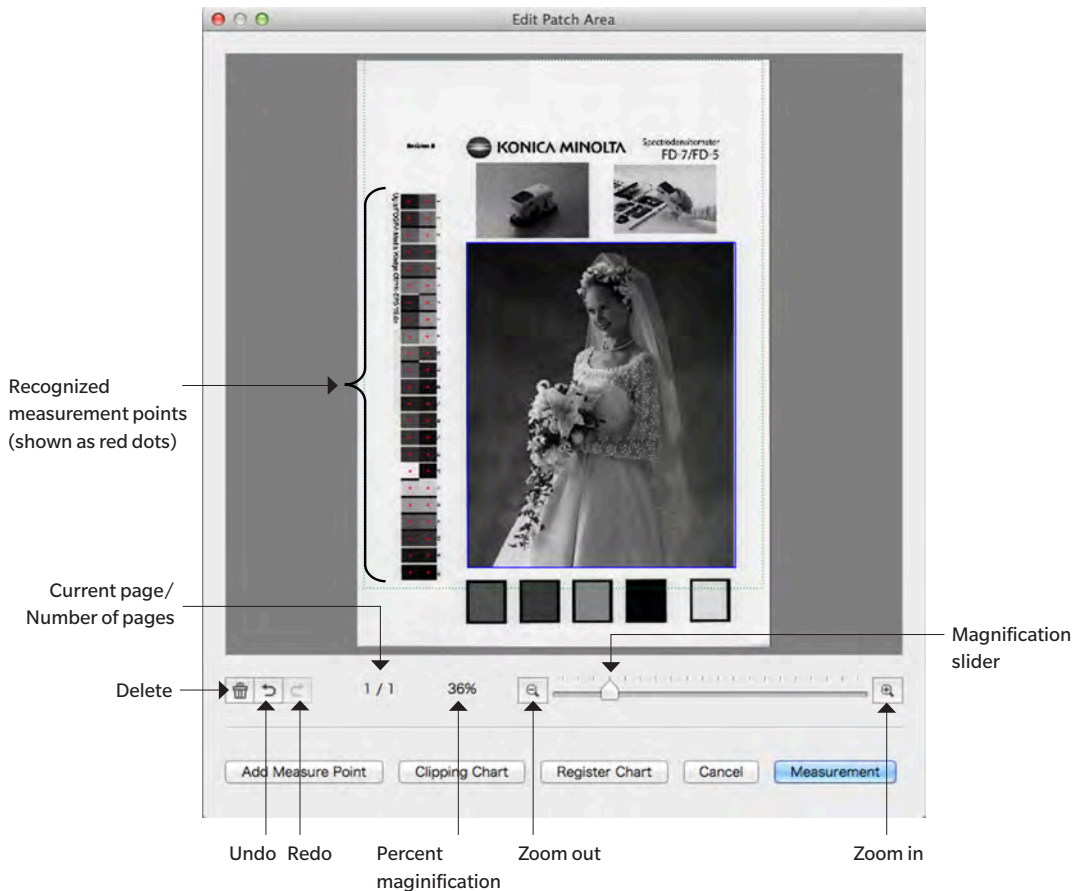 Edit Patch Area
KONICA MINOLTA
Spectrodensitometer
FD-7/FD-5
Recognized
measurement points
(shown as red dots)
Current page/
Number of pages
Magnification
slider
Delete
1 / 1
36%
Add Measure Point
Clipping Chart
Register Chart
Cancel
Measurement
Undo
Redo
Percent
maginification
Zoom out
Zoom in